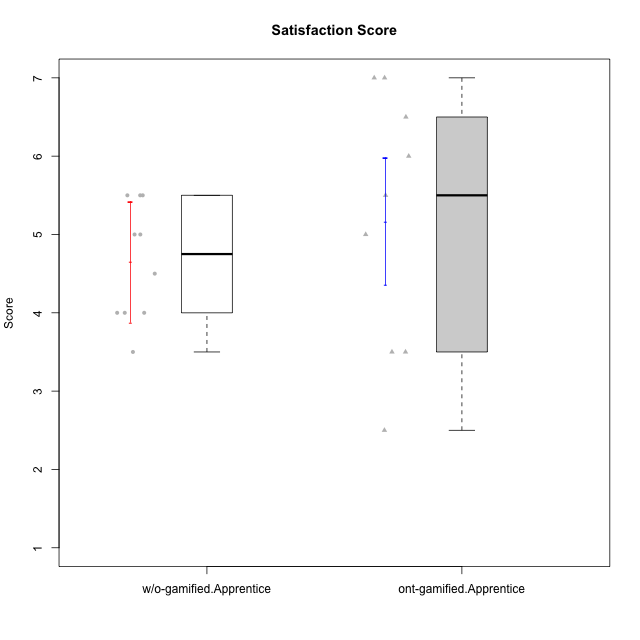 Satisfaction Score
Score
7
6
5
4
3
2
1
w/o-gamified.Apprentice
ont-gamified.Apprentice